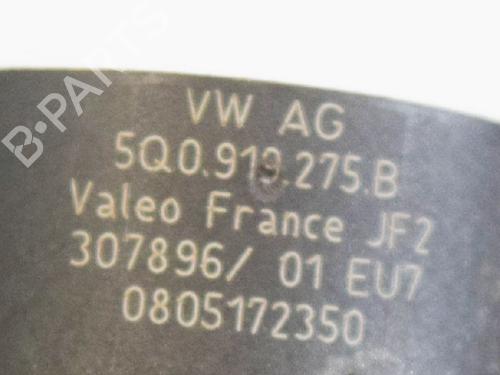 B-PARTS
VW AG
5Q0.919.275.B
Valeo France JF2
307896/ 01 EU7
0805172350